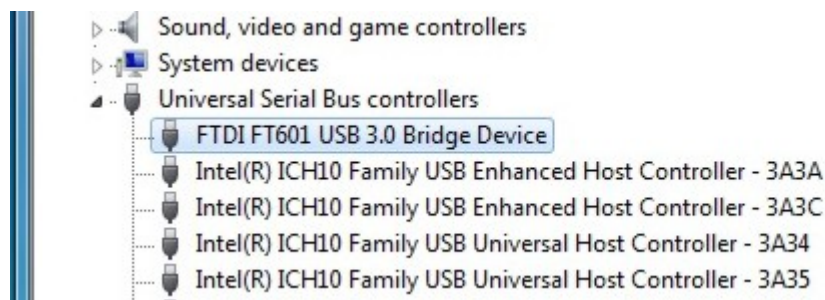 Sound, video and game controllers
System devices
Universal Serial Bus controllers
FTDI FT601 USB 3.0 Bridge Device
Intel(R) ICH10 Family USB Enhanced Host Controller - 3A3A
Intel(R) ICH10 Family USB Enhanced Host Controller - 3A3C
Intel(R) ICH10 Family USB Universal Host Controller - 3A34
Intel(R) ICH10 Family USB Universal Host Controller - 3A35